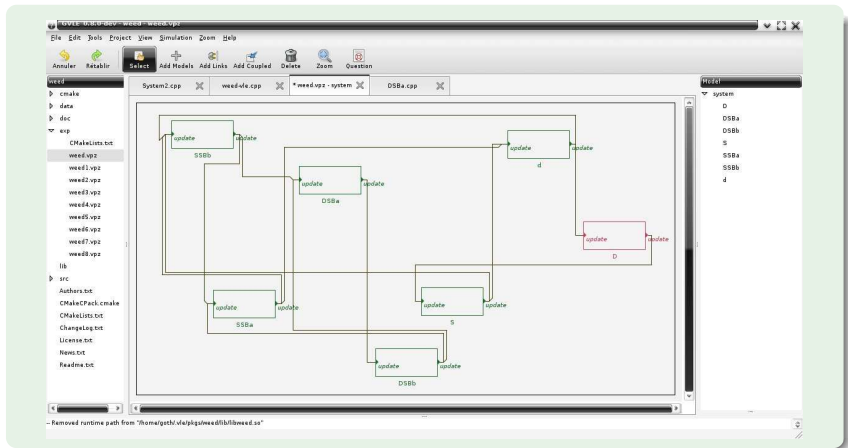 GVLE 0.8.0-dev - weed - weed.vpz
File Edit Tools Project View Simulation Zoom Help
Annuler Rétablir Select Add Models Add Links Add Coupled Delete Zoom Question
weed
cmake
data
doc
exp
CMakeLists.txt
weed.vpz
weed1.vpz
weed2.vpz
weed3.vpz
weed4.vpz
weed5.vpz
weed6.vpz
weed7.vpz
weed8.vpz
lib
src
Authors.txt
CMakeCPack.cmake
CMakeLists.txt
ChangeLog.txt
License.txt
News.txt
Readme.txt
System2.cpp weed-vle.cpp * weed.vpz - system DSBa.cpp
update update
SSBb
update update
d
update update
DSBa
update update
D
update update
SSBa
update update
S
update update
DSBb
Model
system
D
DSBa
DSBb
S
SSBa
SSBb
d
-- Removed runtime path from "/home/goth/.vle/pkgs/weed/lib/libweed.so"